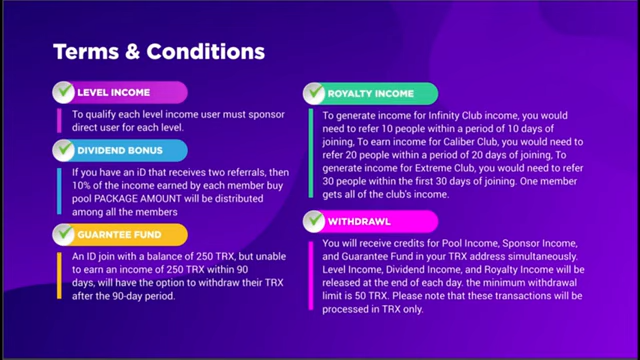 Terms & Conditions
LEVEL INCOME
To qualify each level income user must sponsor
direct user for each level.
DIVIDEND BONUS
If you have an iD that receives two referrals, then
10% of the income earned by each member buy
pool PACKAGE AMOUNT will be distributed
among all the members
GUARNTEE FUND
An ID join with a balance of 250 TRX, but unable
to earn an income of 250 TRX within 90
days, will have the option to withdraw their TRX
after the 90-day period.
ROYALTY INCOME
To generate income for Infinity Club income, you would
need to refer 10 people within a period of 10 days of
joining, To earn income for Caliber Club, you would need to
refer 20 people within a period of 20 days of joining, To
generate income for Extreme Club, you would need to refer
30 people within the first 30 days of joining. One member
gets all of the club's income.
WITHDRAWL
You will receive credits for Pool Income, Sponsor Income,
and Guarantee Fund in your TRX address simultaneously.
Level Income, Dividend Income, and Royalty Income will be
released at the end of each day. the minimum withdrawal
limit is 50 TRX. Please note that these transactions will be
processed in TRX only.